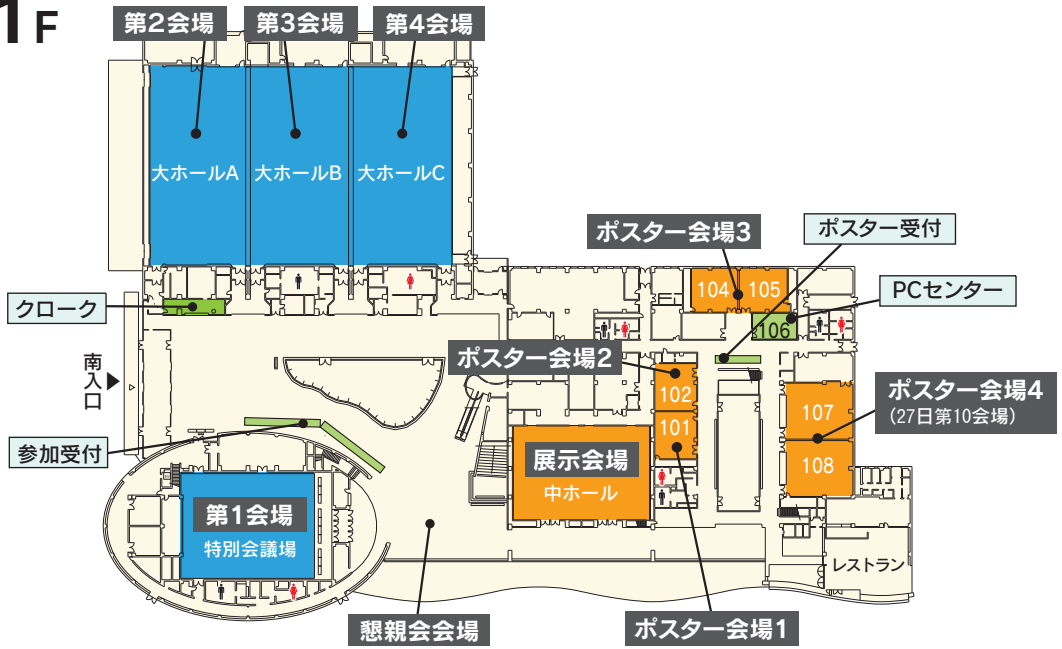 1F
第2会場
第3会場
第4会場
大ホールA
大ホールB
大ホールC
ポスター会場3
ポスター受付
104
105
PCセンター
106
クローク
南入口
ポスター会場2
102
101
107
ポスター会場4
(27日第10会場)
108
参加受付
展示会場
中ホール
第1会場
特別会議場
レストラン
懇親会会場
ポスター会場1